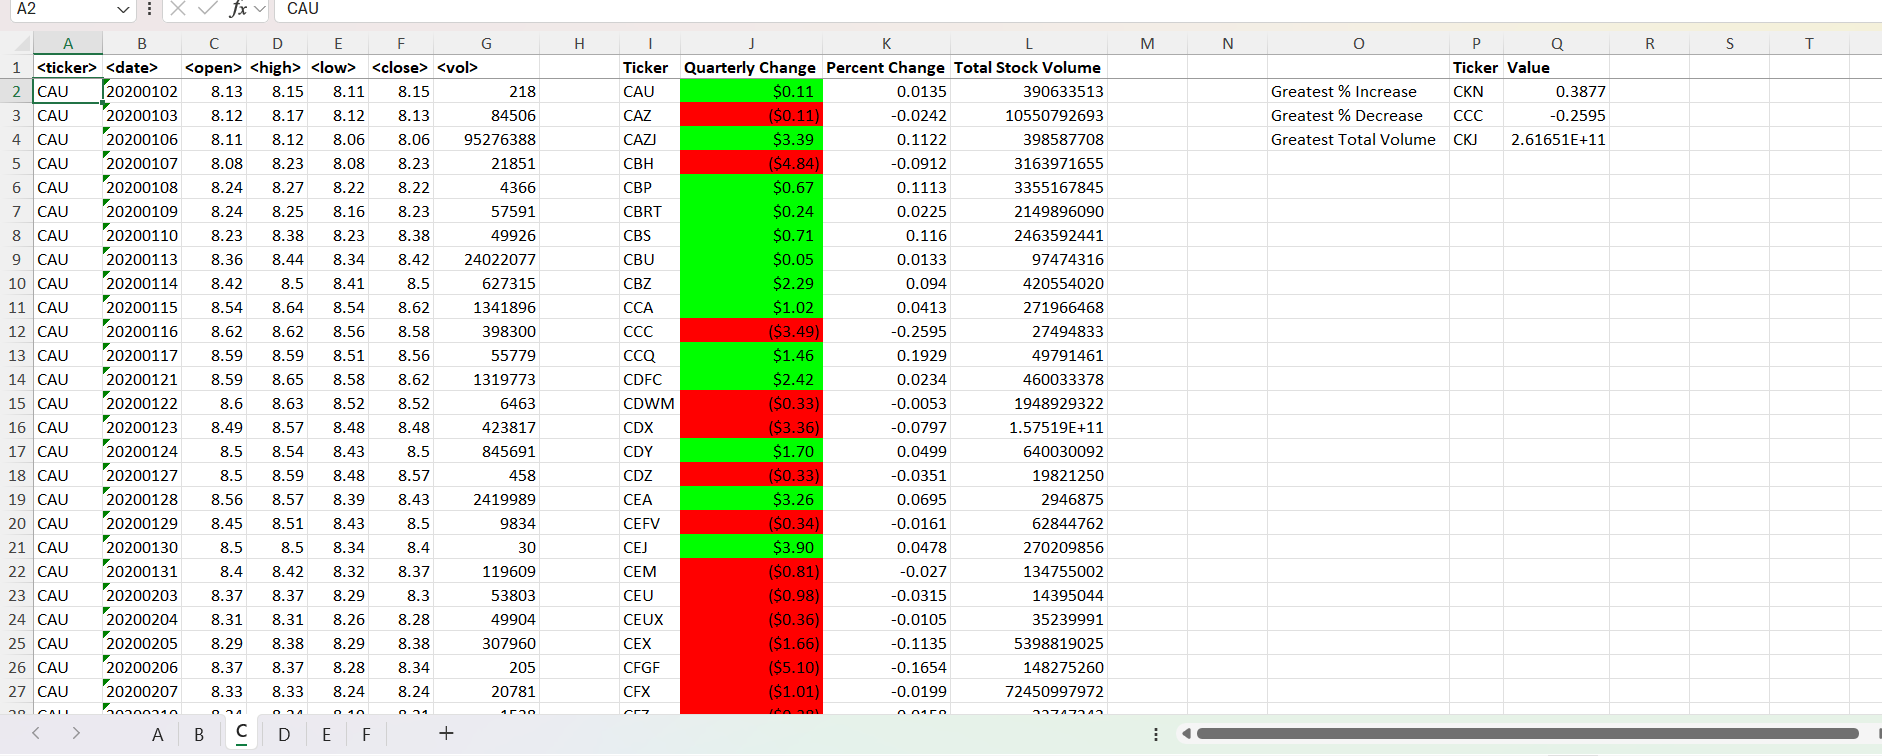 A2 fx CAU
A B C D E F G H I J K L M N O P Q R S T
1 <ticker> <date> <open> <high> <low> <close> <vol> Ticker Quarterly Change Percent Change Total Stock Volume Ticker Value
2 CAU 20200102 8.13 8.15 8.11 8.15 218 CAU $0.11 0.0135 390633513 Greatest % Increase CKN 0.3877
3 CAU 20200103 8.12 8.17 8.12 8.13 84506 CAZ ($0.11) -0.0242 10550792693 Greatest % Decrease CCC -0.2595
4 CAU 20200106 8.11 8.12 8.06 8.06 95276388 CAZJ $3.39 0.1122 398587708 Greatest Total Volume CKJ 2.61651E+11
5 CAU 20200107 8.08 8.23 8.08 8.23 21851 CBH ($4.84) -0.0912 3163971655
6 CAU 20200108 8.24 8.27 8.22 8.22 4366 CBP $0.67 0.1113 3355167845
7 CAU 20200109 8.24 8.25 8.16 8.23 57591 CBRT $0.24 0.0225 2149896090
8 CAU 20200110 8.23 8.38 8.23 8.38 49926 CBS $0.71 0.116 2463592441
9 CAU 20200113 8.36 8.44 8.34 8.42 24022077 CBU $0.05 0.0133 97474316
10 CAU 20200114 8.42 8.5 8.41 8.5 627315 CBZ $2.29 0.094 420554020
11 CAU 20200115 8.54 8.64 8.54 8.62 1341896 CCA $1.02 0.0413 271966468
12 CAU 20200116 8.62 8.62 8.56 8.58 398300 CCC ($3.49) -0.2595 27494833
13 CAU 20200117 8.59 8.59 8.51 8.56 55779 CCQ $1.46 0.1929 49791461
14 CAU 20200121 8.59 8.65 8.58 8.62 1319773 CDFC $2.42 0.0234 460033378
15 CAU 20200122 8.6 8.63 8.52 8.52 6463 CDWM ($0.33) -0.0053 1948929322
16 CAU 20200123 8.49 8.57 8.48 8.48 423817 CDX ($3.36) -0.0797 1.57519E+11
17 CAU 20200124 8.5 8.54 8.43 8.5 845691 CDY $1.70 0.0499 640030092
18 CAU 20200127 8.5 8.59 8.48 8.57 458 CDZ ($0.33) -0.0351 19821250
19 CAU 20200128 8.56 8.57 8.39 8.43 2419989 CEA $3.26 0.0695 2946875
20 CAU 20200129 8.45 8.51 8.43 8.5 9834 CEFV ($0.34) -0.0161 62844762
21 CAU 20200130 8.5 8.5 8.34 8.4 30 CEJ $3.90 0.0478 270209856
22 CAU 20200131 8.4 8.42 8.32 8.37 119609 CEM ($0.81) -0.027 134755002
23 CAU 20200203 8.37 8.37 8.29 8.3 53803 CEU ($0.98) -0.0315 14395044
24 CAU 20200204 8.31 8.31 8.26 8.28 49904 CEUX ($0.36) -0.0105 35239991
25 CAU 20200205 8.29 8.38 8.29 8.38 307960 CEX ($1.66) -0.1135 5398819025
26 CAU 20200206 8.37 8.37 8.28 8.34 205 CFGF ($5.10) -0.1654 148275260
27 CAU 20200207 8.33 8.33 8.24 8.24 20781 CFX ($1.01) -0.0199 72450997972
A B C D E F +